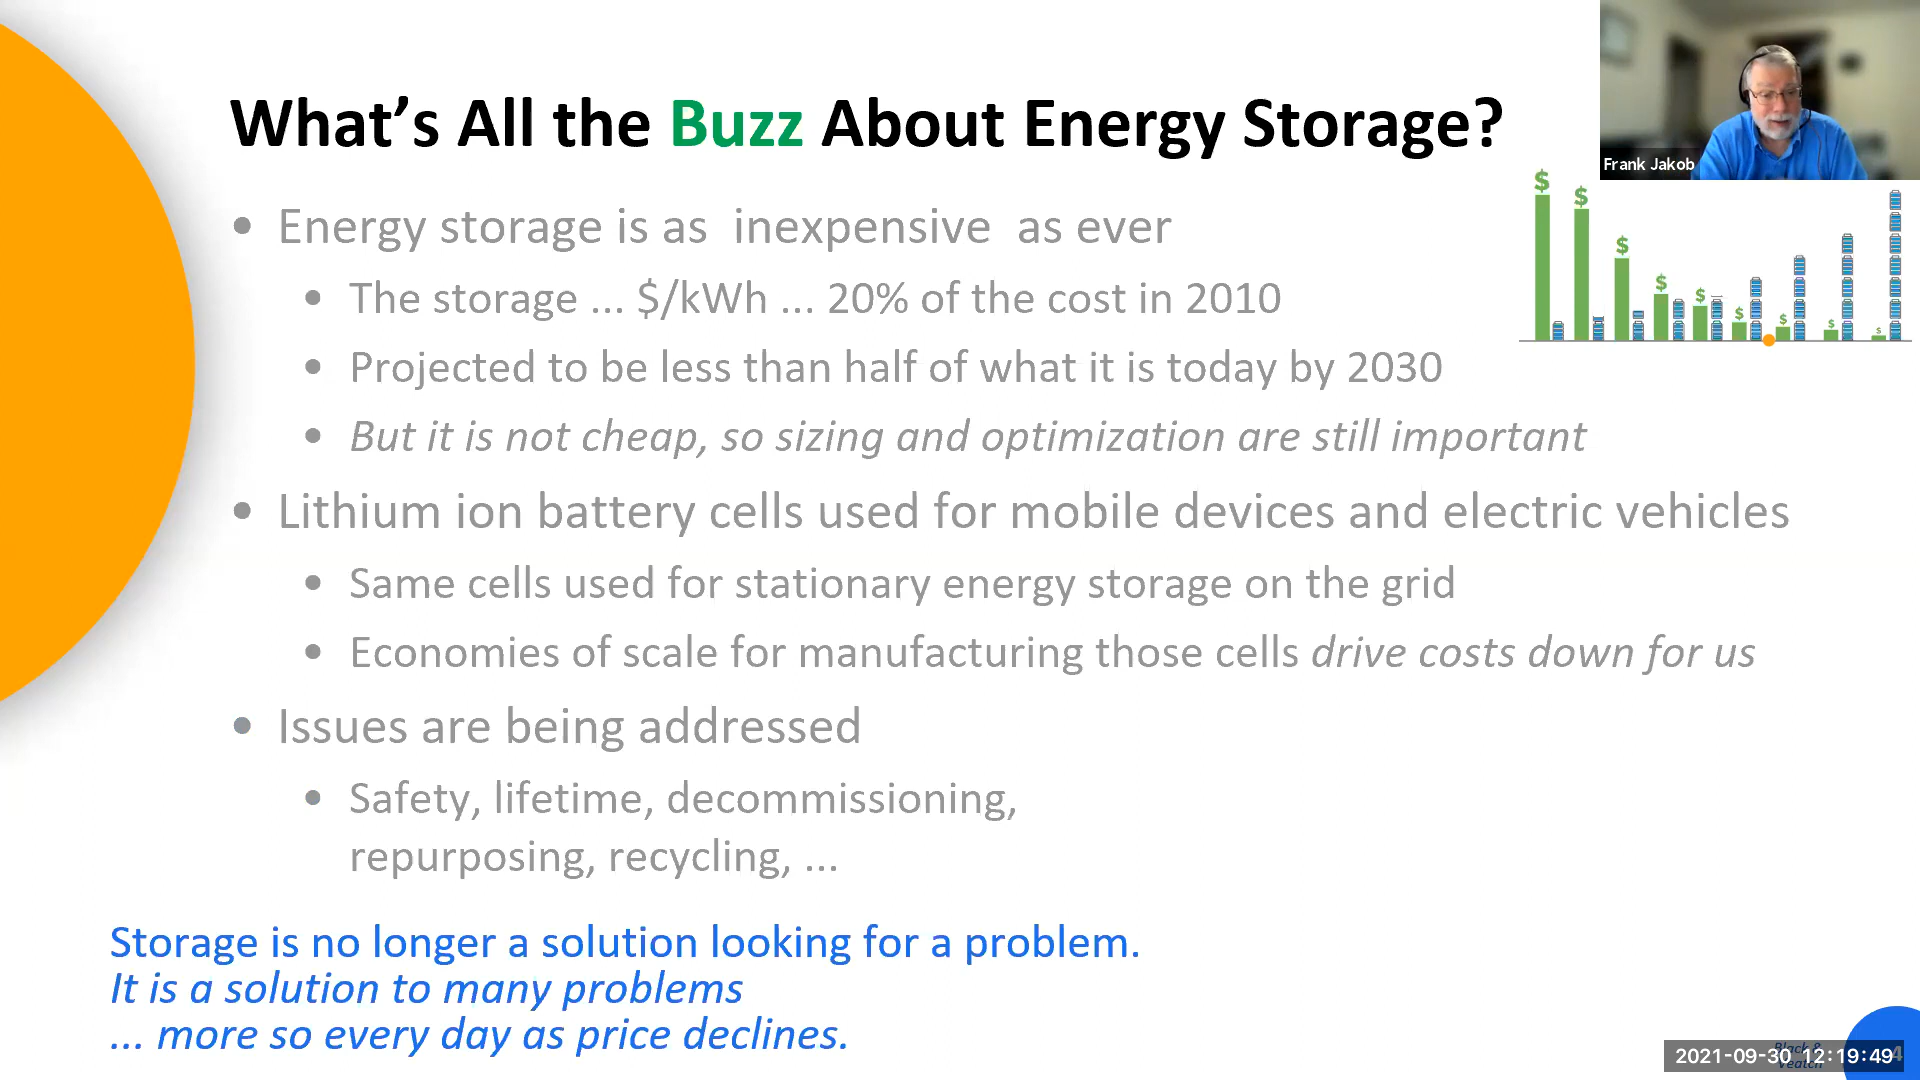 What's All the Buzz About Energy Storage?
Frank Jakob
$ $ $ $ $ $ $ $ $
• Energy storage is as inexpensive as ever
• The storage ... $/kWh ... 20% of the cost in 2010
• Projected to be less than half of what it is today by 2030
• But it is not cheap, so sizing and optimization are still important
• Lithium ion battery cells used for mobile devices and electric vehicles
• Same cells used for stationary energy storage on the grid
• Economies of scale for manufacturing those cells drive costs down for us
• Issues are being addressed
• Safety, lifetime, decommissioning,
repurposing, recycling, ...
Storage is no longer a solution looking for a problem.
It is a solution to many problems
... more so every day as price declines.
Black &
Veatch
2021-09-30 12:19:49
4